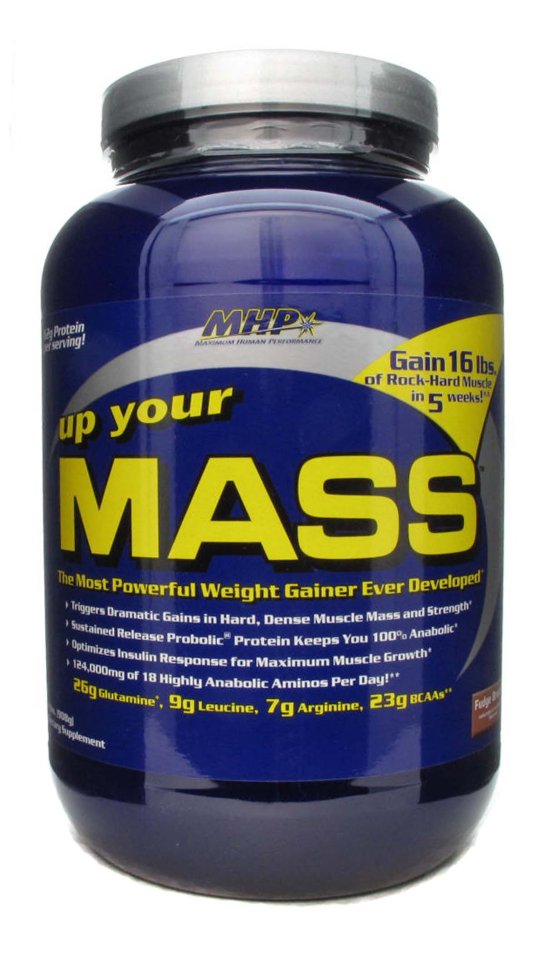 Protein
serving!
MHP
MAXIMUM HUMAN PERFORMANCE
Gain 16 lbs.
of Rock-Hard Muscle
in 5 weeks!**
up your
MASS™
The Most Powerful Weight Gainer Ever Developed*
› Triggers Dramatic Gains in Hard, Dense Muscle Mass and Strength*
› Sustained Release Probolic® Protein Keeps You 100% Anabolic*
› Optimizes Insulin Response for Maximum Muscle Growth*
› 124,000mg of 18 Highly Anabolic Aminos Per Day!**
26g Glutamine*, 9g Leucine, 7g Arginine, 23g BCAAs**
(908g)
Supplement
Fudge